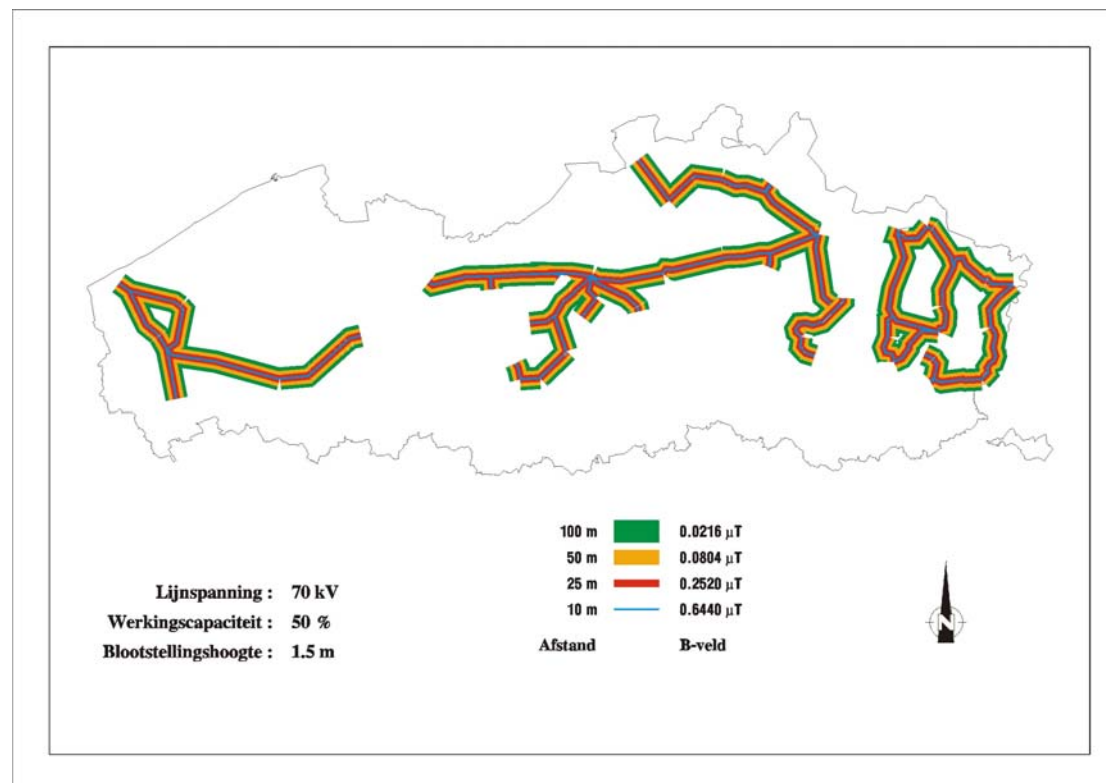 100 m 0.0216 µT
50 m 0.0804 µT
25 m 0.2520 µT
10 m 0.6440 µT
Afstand B-veld
Lijnspanning : 70 kV
Werkingscapaciteit : 50 %
Blootstellingshoogte : 1.5 m
N